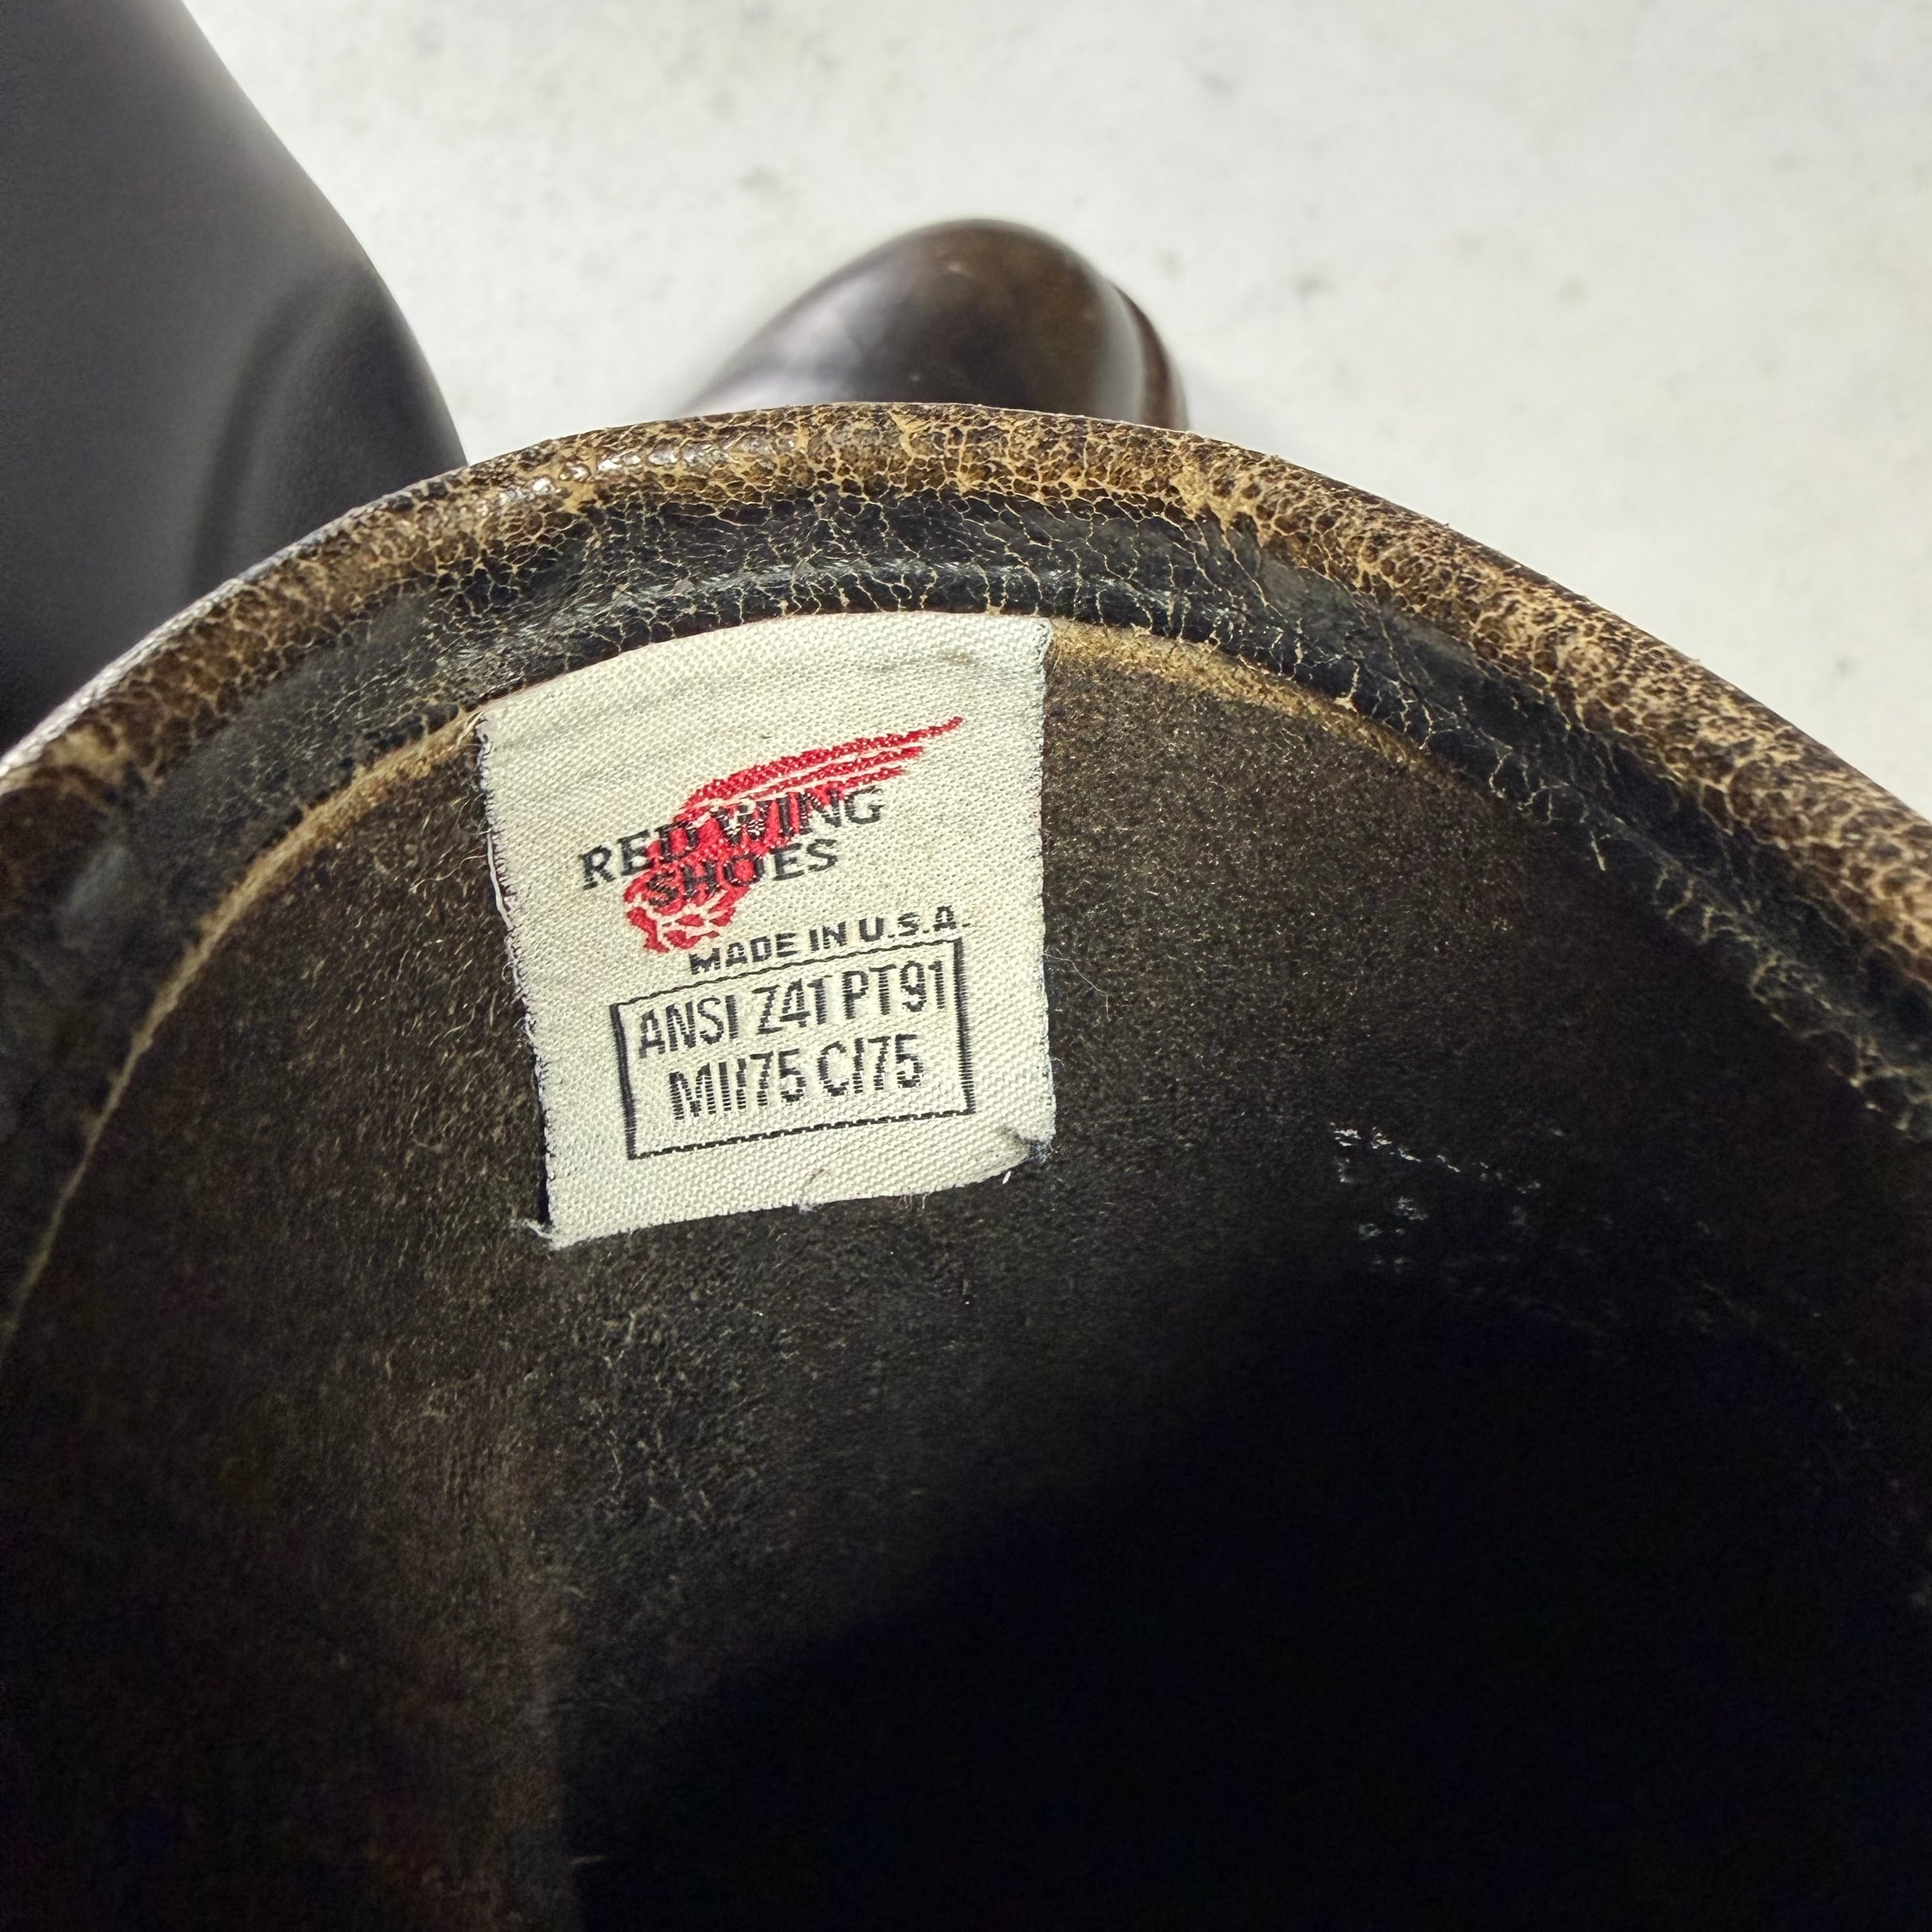 RED WING
SHOES
MADE IN U.S.A.
ANSI Z41 PT91
MI/75 C/75